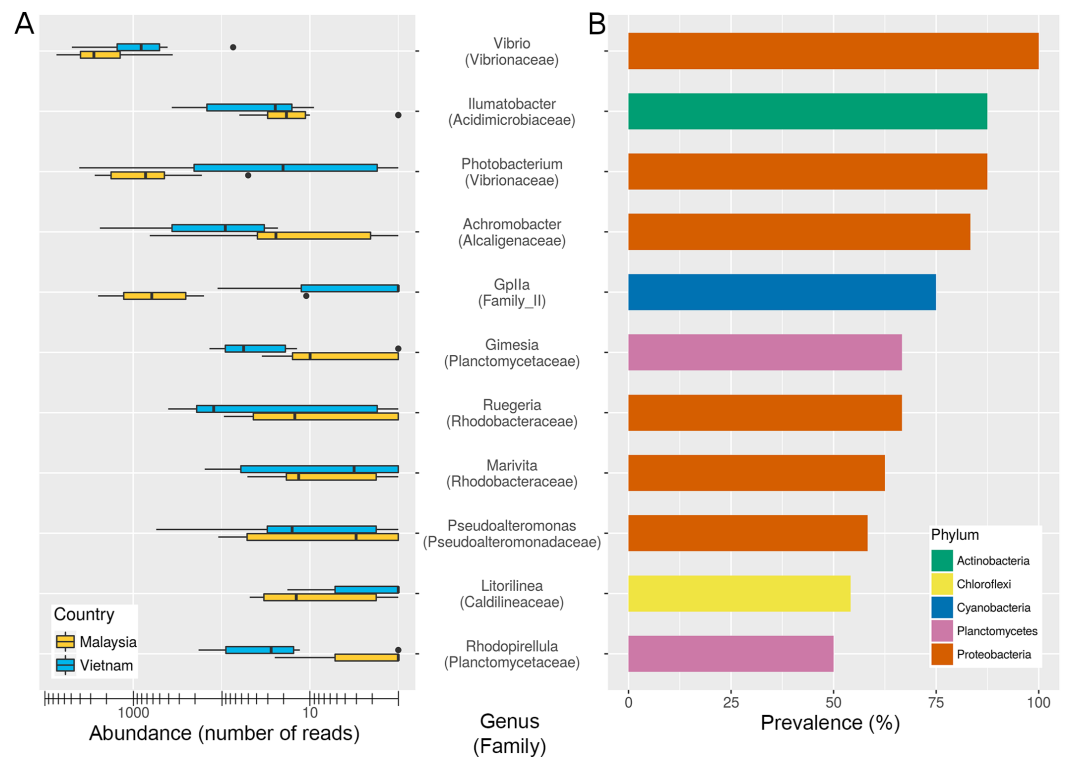 A
B
Vibrio
(Vibrionaceae)
Ilumatobacter
(Acidimicrobiaceae)
Photobacterium
(Vibrionaceae)
Achromobacter
(Alcaligenaceae)
GpIIa
(Family_II)
Gimesia
(Planctomycetaceae)
Ruegeria
(Rhodobacteraceae)
Marivita
(Rhodobacteraceae)
Pseudoalteromonas
(Pseudoalteromonadaceae)
Litorilinea
(Caldilineaceae)
Rhodopirellula
(Planctomycetaceae)
Country
Malaysia
Vietnam
Phylum
Actinobacteria
Chloroflexi
Cyanobacteria
Planctomycetes
Proteobacteria
1000 10
Abundance (number of reads)
Genus
(Family)
0 25 50 75 100
Prevalence (%)